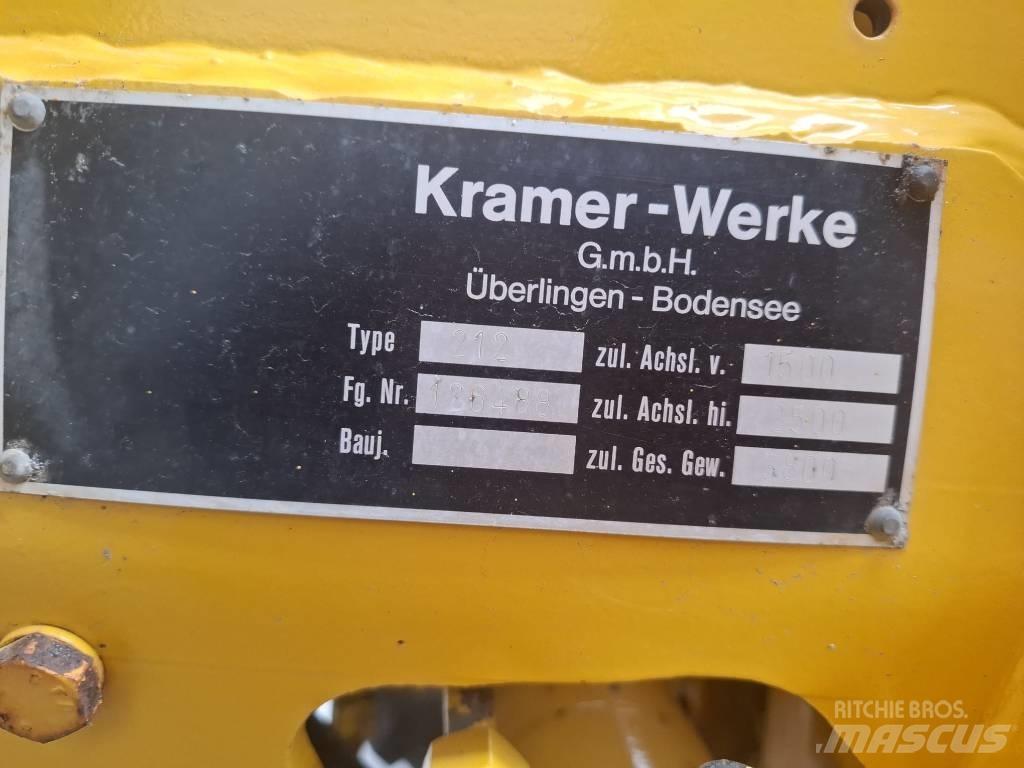 Kramer-Werke
G.m.b.H.
Überlingen - Bodensee
Type 212 zul. Achsl. v. 1500
Fg. Nr. zul. Achsl. hi. 2500
Bauj. zul. Ges. Gew.
RITCHIE BROS.
MASCUS